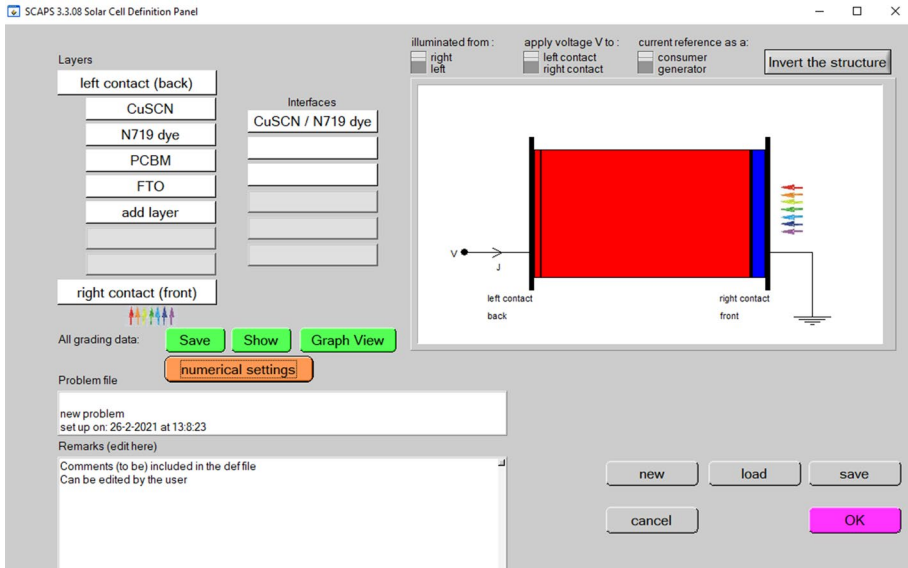 SCAPS 3.3.08 Solar Cell Definition Panel
illuminated from :
right
left
apply voltage V to :
left contact
right contact
current reference as a:
consumer
generator
Invert the structure
Layers
left contact (back)
CuSCN
N719 dye
PCBM
FTO
add layer
right contact (front)
Interfaces
CuSCN / N719 dye
V
J
left contact
back
right contact
front
All grading data:
Save
Show
Graph View
numerical settings
Problem file
new problem
set up on: 26-2-2021 at 13:8:23
Remarks (edit here)
Comments (to be) included in the def file
Can be edited by the user
new
load
save
cancel
OK